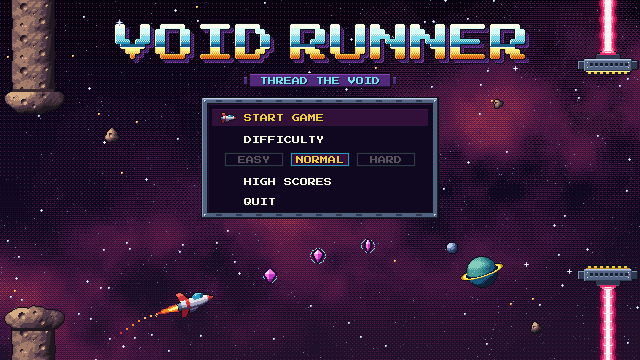 VOID RUNNER
THREAD THE VOID
START GAME
DIFFICULTY
EASY NORMAL HARD
HIGH SCORES
QUIT